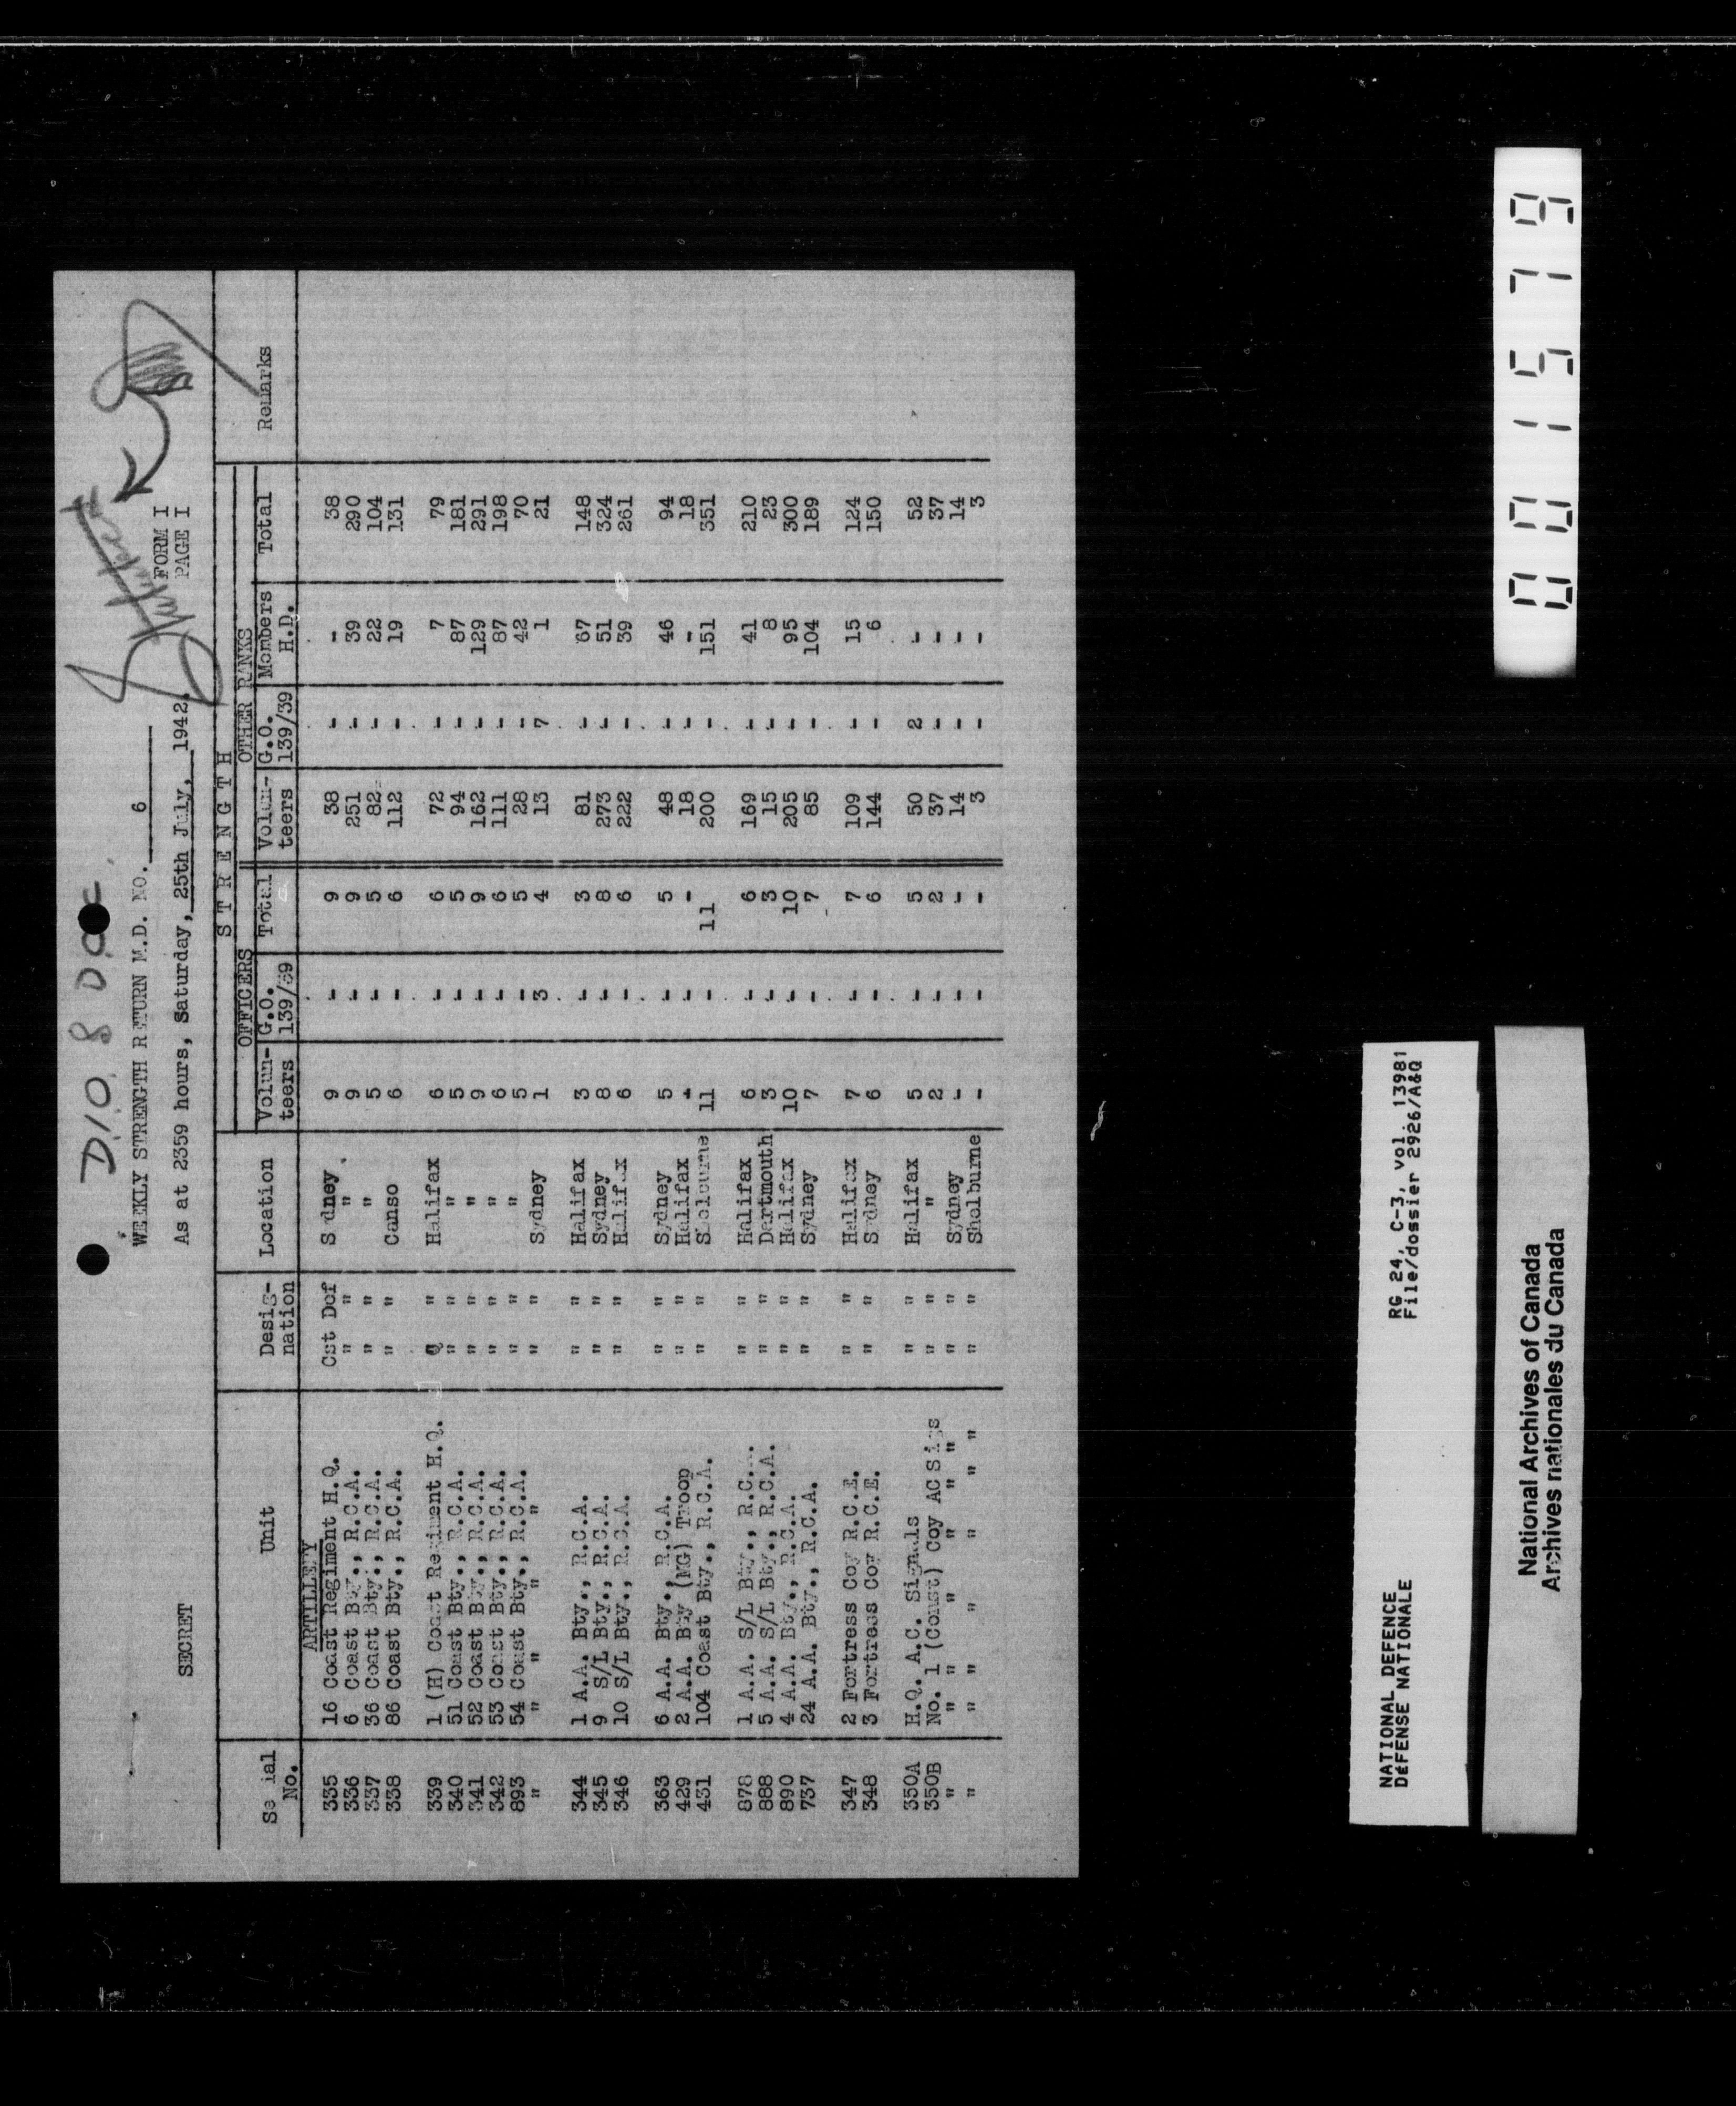 D10 8 Dec
WEEKLY STRENGTH RETURN M.D. NO. 6
FORM I
SECRET As at 2359 hours, Saturday, 25th July, 1942. PAGE I
STRENGTH
OFFICERS OTHER RANKS
Serial No. Unit Desig-nation Location Volun-teers G.O. 139/39 Total Volun-teers G.O. 139/39 Members H.D. Total Remarks
ARTILLERY
335 16 Coast Regiment H.Q. Cst Def Sydney 9 - 9 38 - - 38
336 6 Coast Bty., R.C.A. " " " 9 - 9 251 - 39 290
337 36 Coast Bty., R.C.A. " " " 5 - 5 82 - 22 104
338 86 Coast Bty., R.C.A. " " Canso 6 - 6 112 - 19 131
339 1 (H) Coast Regiment H.Q. " " Halifax 6 - 6 72 - 7 79
340 51 Coast Bty., R.C.A. " " " 5 - 5 94 - 87 181
341 52 Coast Bty., R.C.A. " " " 9 - 9 162 - 129 291
342 53 Coast Bty., R.C.A. " " " 6 - 6 111 - 87 198
893 54 Coast Bty., R.C.A. " " " 5 - 5 28 - 42 70
" " " " " " " Sydney 1 3 4 13 7 1 21
344 1 A.A. Bty., R.C.A. " " Halifax 3 - 3 81 - 67 148
345 9 S/L Bty., R.C.A. " " Sydney 8 - 8 273 - 51 324
346 10 S/L Bty., R.C.A. " " Halifax 6 - 6 222 - 39 261
363 6 A.A. Bty., R.C.A. " " Sydney 5 - 5 48 - 46 94
429 2 A.A. Bty (MG) Troop " " Halifax - - - 18 - - 18
431 104 Coast Bty., R.C.A. " " Shelburne 11 - 11 200 - 151 351
878 1 A.A. S/L Bty., R.C.A. " " Halifax 6 - 6 169 - 41 210
888 5 A.A. S/L Bty., R.C.A. " " Dartmouth 3 - 3 15 - 8 23
890 4 A.A. Bty., R.C.A. " " Halifax 10 - 10 205 - 95 300
737 24 A.A. Bty., R.C.A. " " Sydney 7 - 7 85 - 104 189
347 2 Fortress Coy R.C.E. " " Halifax 7 - 7 109 - 15 124
348 3 Fortress Coy R.C.E. " " Sydney 6 - 6 144 - 6 150
350A H.Q. A.C. Signals " " Halifax 5 - 5 50 2 - 52
350B No. 1 (Const) Coy AC Sigs " " " 2 - 2 37 - - 37
" " " " " " " " Sydney - - - 14 - - 14
" " " " " " " " Shelburne - - - 3 - - 3
NATIONAL DEFENCE RG 24, C-3, vol. 13981
DÉFENSE NATIONALE File/dossier 2926/A&Q
National Archives of Canada
Archives nationales du Canada
001579